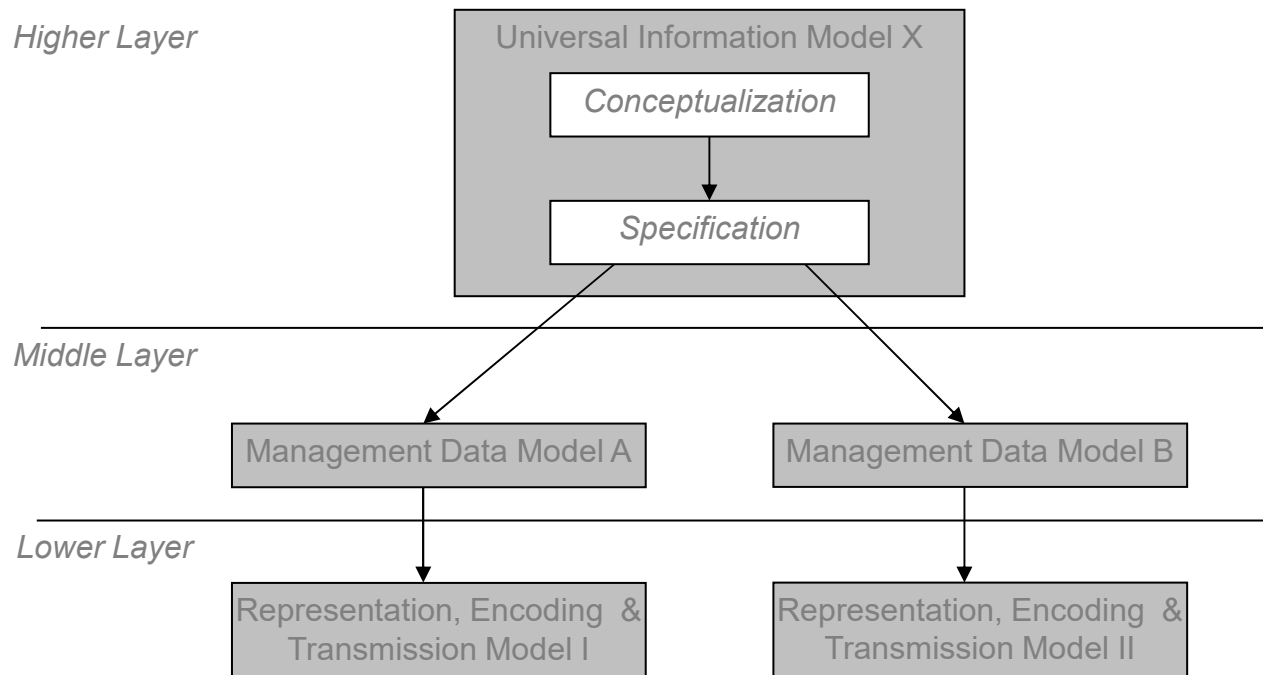 Higher Layer
Universal Information Model X
Conceptualization
Specification
Middle Layer
Management Data Model A
Management Data Model B
Lower Layer
Representation, Encoding &
Transmission Model I
Representation, Encoding &
Transmission Model II